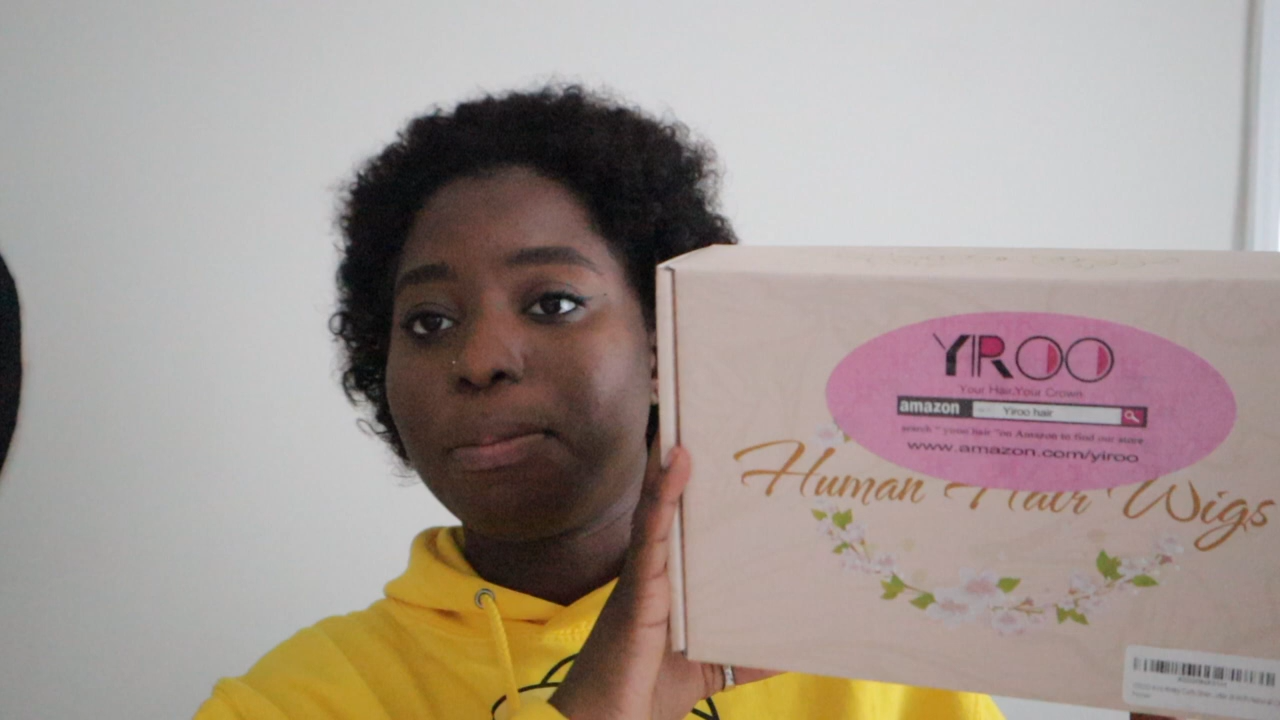 YIROO
Your Hair,Your Crown
amazon Yiroo hair
search " yiroo hair "on Amazon to find our store
www.amazon.com/yiroo
Human Hair Wigs